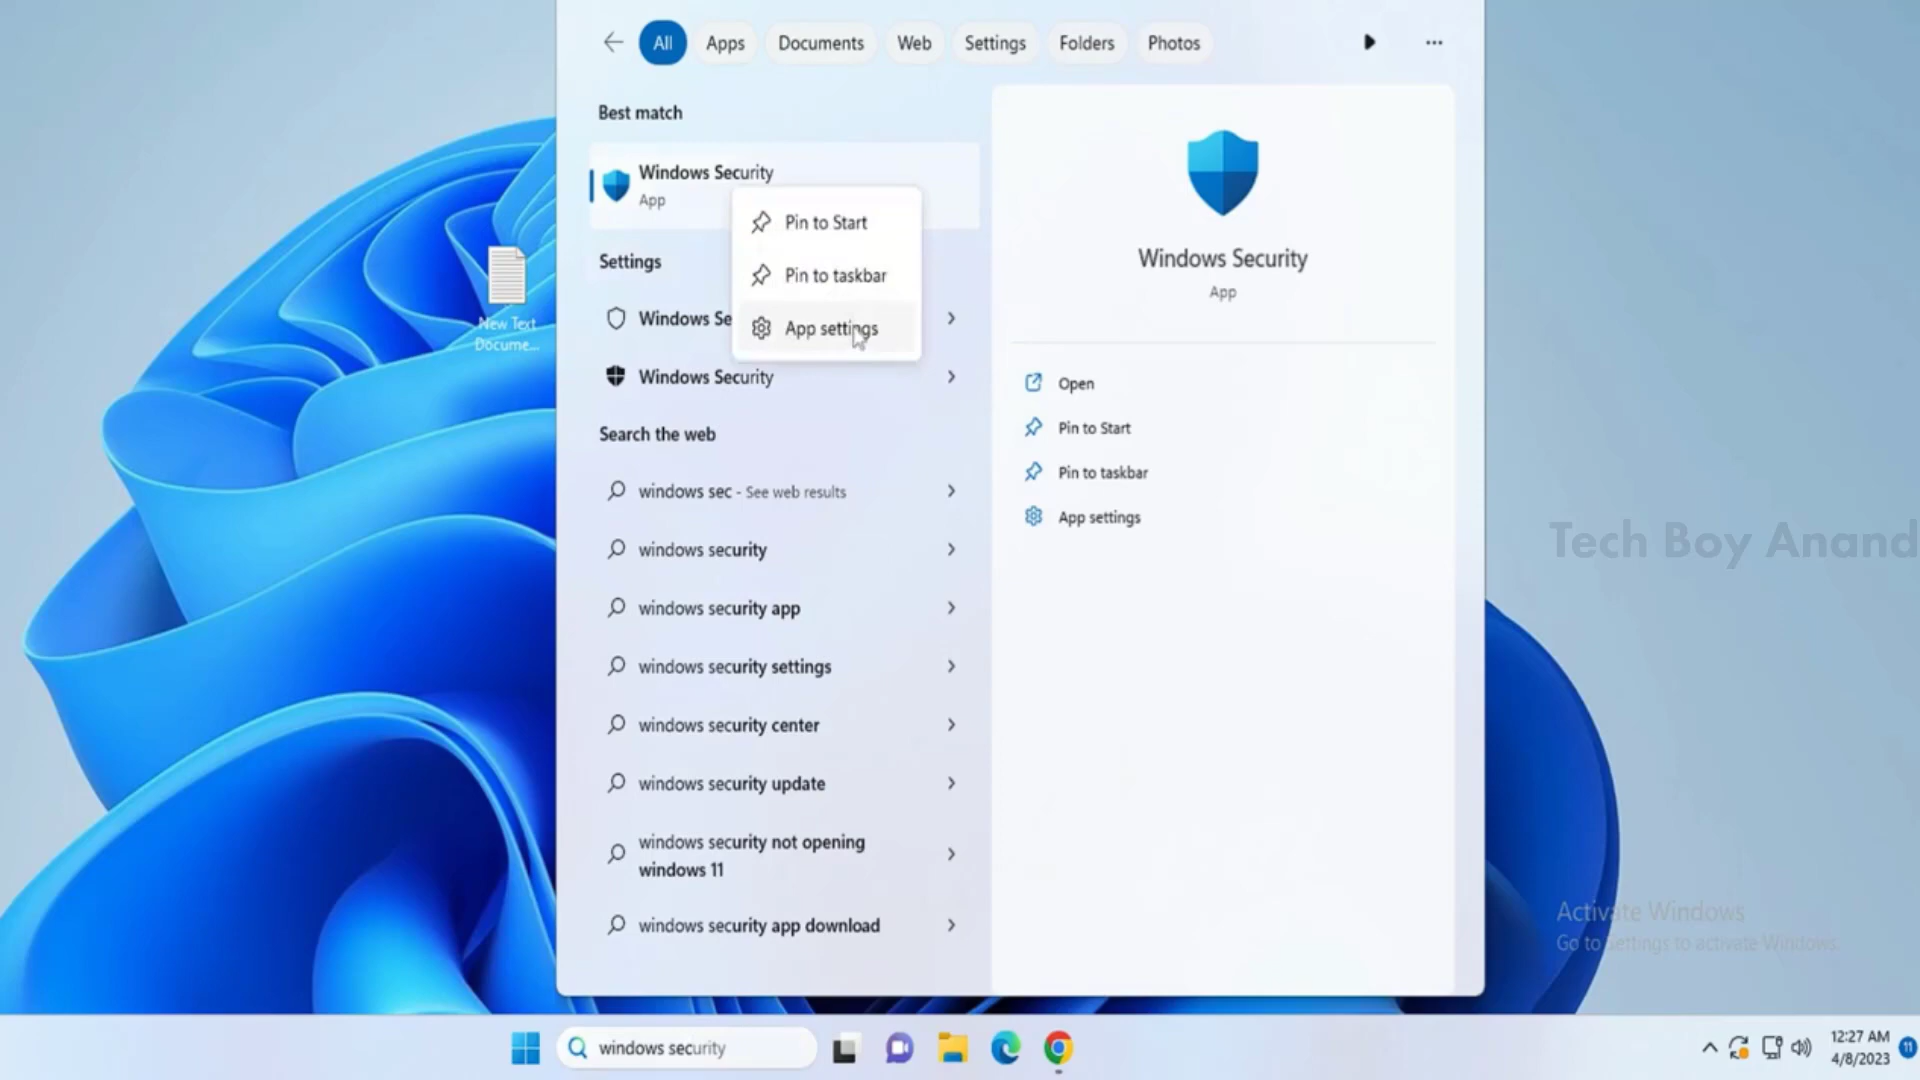 All
Apps
Documents
Web
Settings
Folders
Photos
Best match
Windows Security
App
Pin to Start
Pin to taskbar
App settings
Settings
Windows Se
Windows Security
Search the web
windows sec - See web results
windows security
windows security app
windows security settings
windows security center
windows security update
windows security not opening
windows 11
windows security app download
Windows Security
App
Open
Pin to Start
Pin to taskbar
App settings
New Text
Docume...
Tech Boy Anand
Activate Windows
Go to Settings to activate Windows.
windows security
12:27 AM
4/8/2023
11